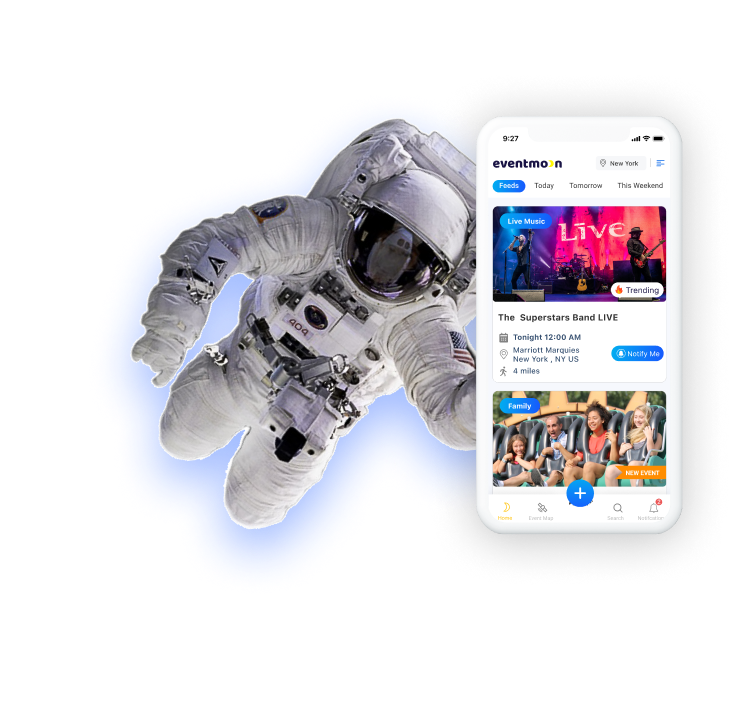 404
9:27
eventmoon
New York
Feeds
Today
Tomorrow
This Weekend
Live Music
LIVE
Trending
The Superstars Band LIVE
Tonight 12:00 AM
Marriott Marquies
New York , NY US
Notify Me
4 miles
Family
NEW EVENT
2
Home
Event Map
Search
Notification